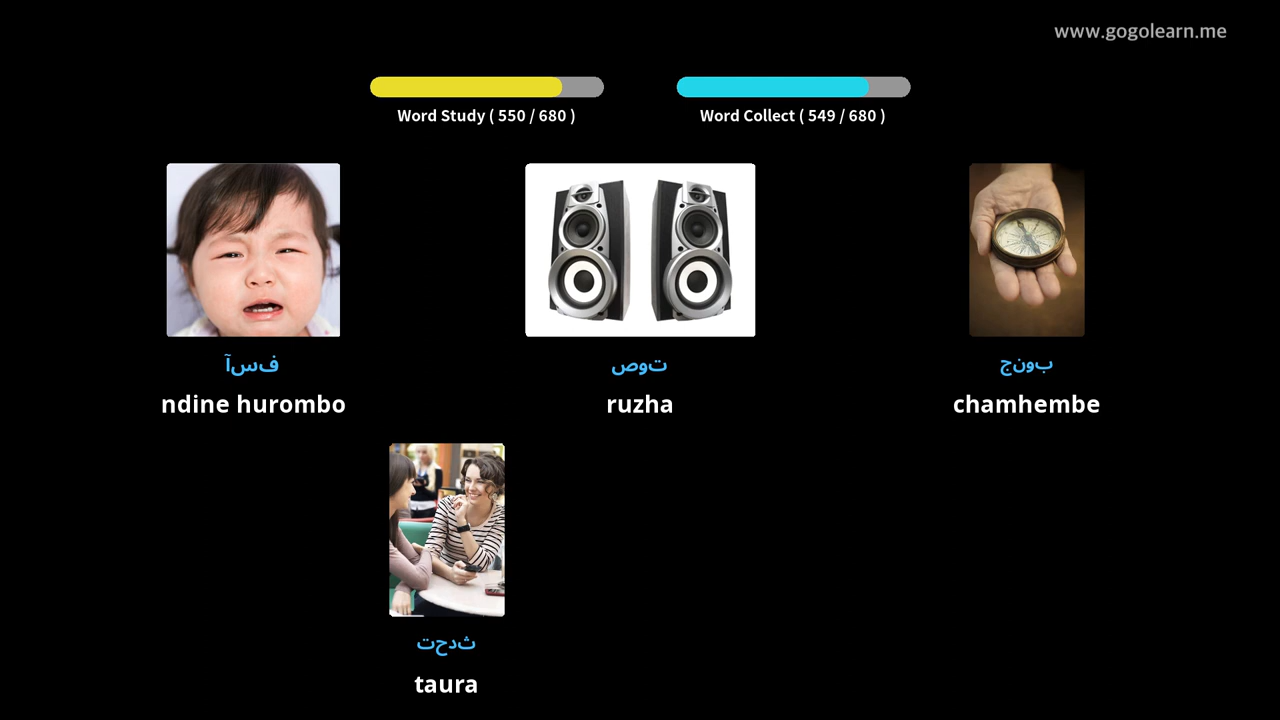 www.gogolearn.me
Word Study ( 550 / 680 )
Word Collect ( 549 / 680 )
آسف
صوت
جنوب
ndine hurombo
ruzha
chamhembe
تحدث
taura